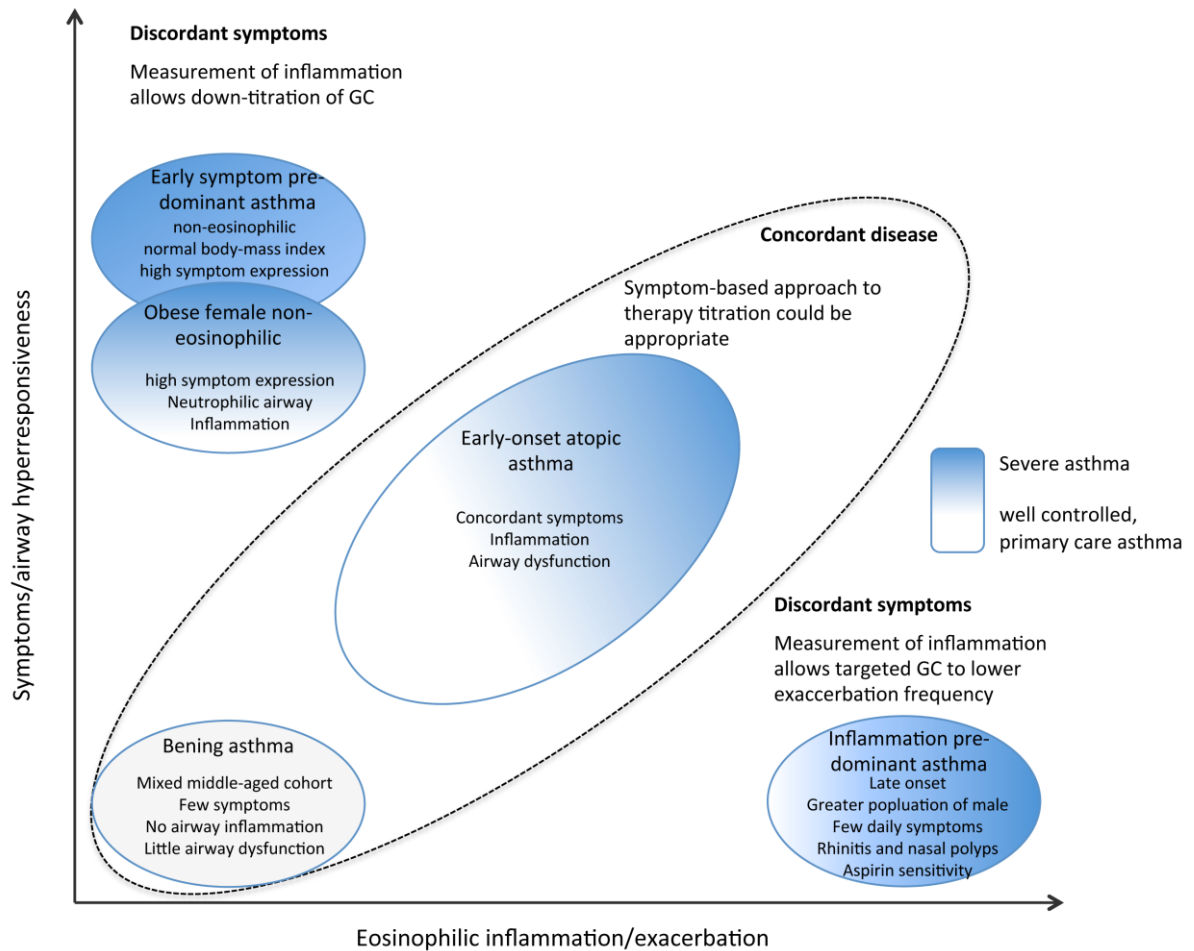 Discordant symptoms
Measurement of inflammation
allows down-titration of GC
Early symptom pre-
dominant asthma
non-eosinophilic
normal body-mass index
high symptom expression
Obese female non-
eosinophilic
high symptom expression
Neutrophilic airway
Inflammation
Concordant disease
Symptom-based approach to
therapy titration could be
appropriate
Early-onset atopic
asthma
Concordant symptoms
Inflammation
Airway dysfunction
Severe asthma
well controlled,
primary care asthma
Discordant symptoms
Measurement of inflammation
allows targeted GC to lower
exaccerbation frequency
Bening asthma
Mixed middle-aged cohort
Few symptoms
No airway inflammation
Little airway dysfunction
Inflammation pre-
dominant asthma
Late onset
Greater popluation of male
Few daily symptoms
Rhinitis and nasal polyps
Aspirin sensitivity
Symptoms/airway hyperresponsiveness
Eosinophilic inflammation/exacerbation